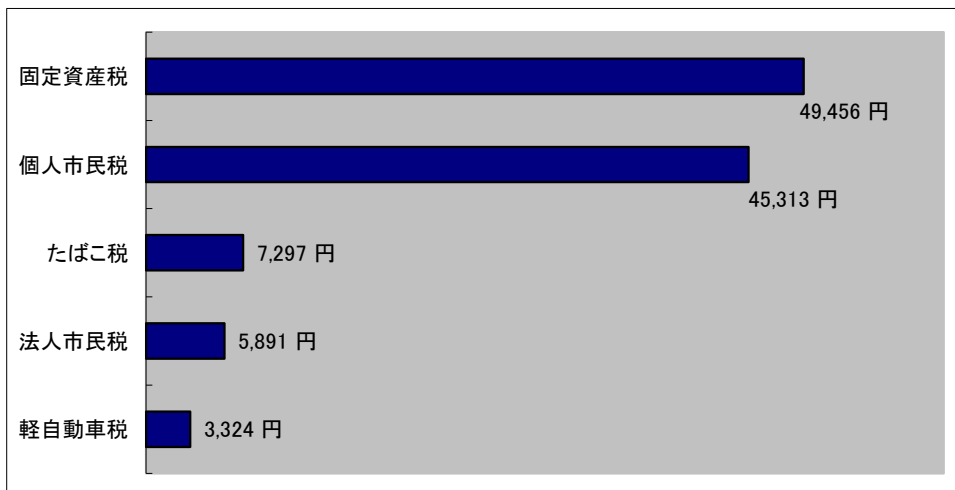 固定資産税
49,456 円
個人市民税
45,313 円
たばこ税
7,297 円
法人市民税
5,891 円
軽自動車税
3,324 円